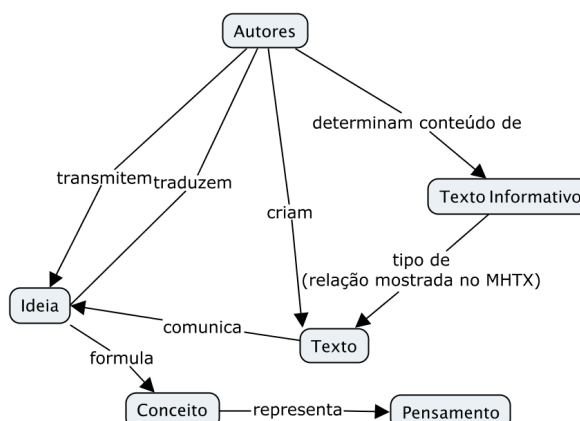 Autores
determinam conteúdo de
transmitem
traduzem
Texto Informativo
criam
tipo de
(relação mostrada no MHTX)
Ideia
comunica
Texto
formula
Conceito
representa
Pensamento